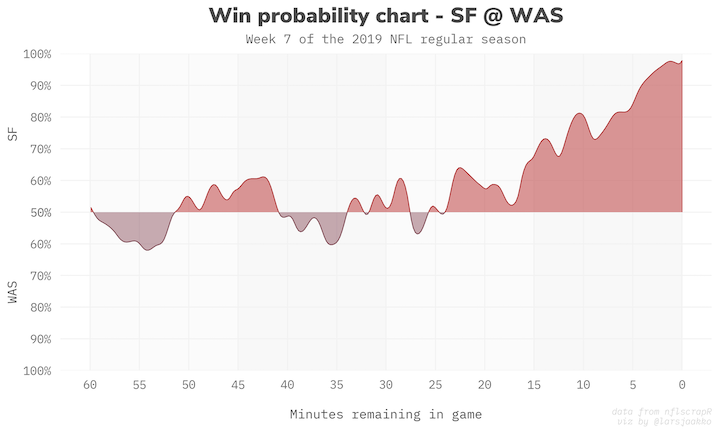 Win probability chart - SF @ WAS
Week 7 of the 2019 NFL regular season
100%
90%
80%
70%
60%
50%
60%
70%
80%
90%
100%
SF
WAS
60 55 50 45 40 35 30 25 20 15 10 5 0
Minutes remaining in game
data from nflscrapR
viz by @larsjaakko